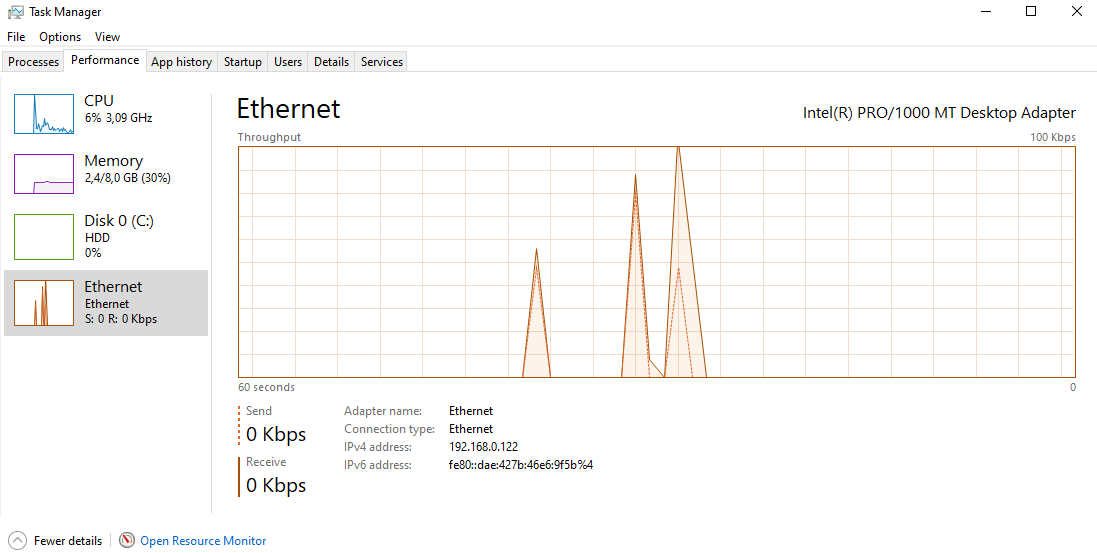 Task Manager
File Options View
Processes Performance App history Startup Users Details Services
CPU
6% 3,09 GHz
Memory
2,4/8,0 GB (30%)
Disk 0 (C:)
HDD
0%
Ethernet
Ethernet
S: 0 R: 0 Kbps
Ethernet
Intel(R) PRO/1000 MT Desktop Adapter
Throughput
100 Kbps
60 seconds
0
Send
0 Kbps
Receive
0 Kbps
Adapter name: Ethernet
Connection type: Ethernet
IPv4 address: 192.168.0.122
IPv6 address: fe80::dae:427b:46e6:9f5b%4
Fewer details
Open Resource Monitor